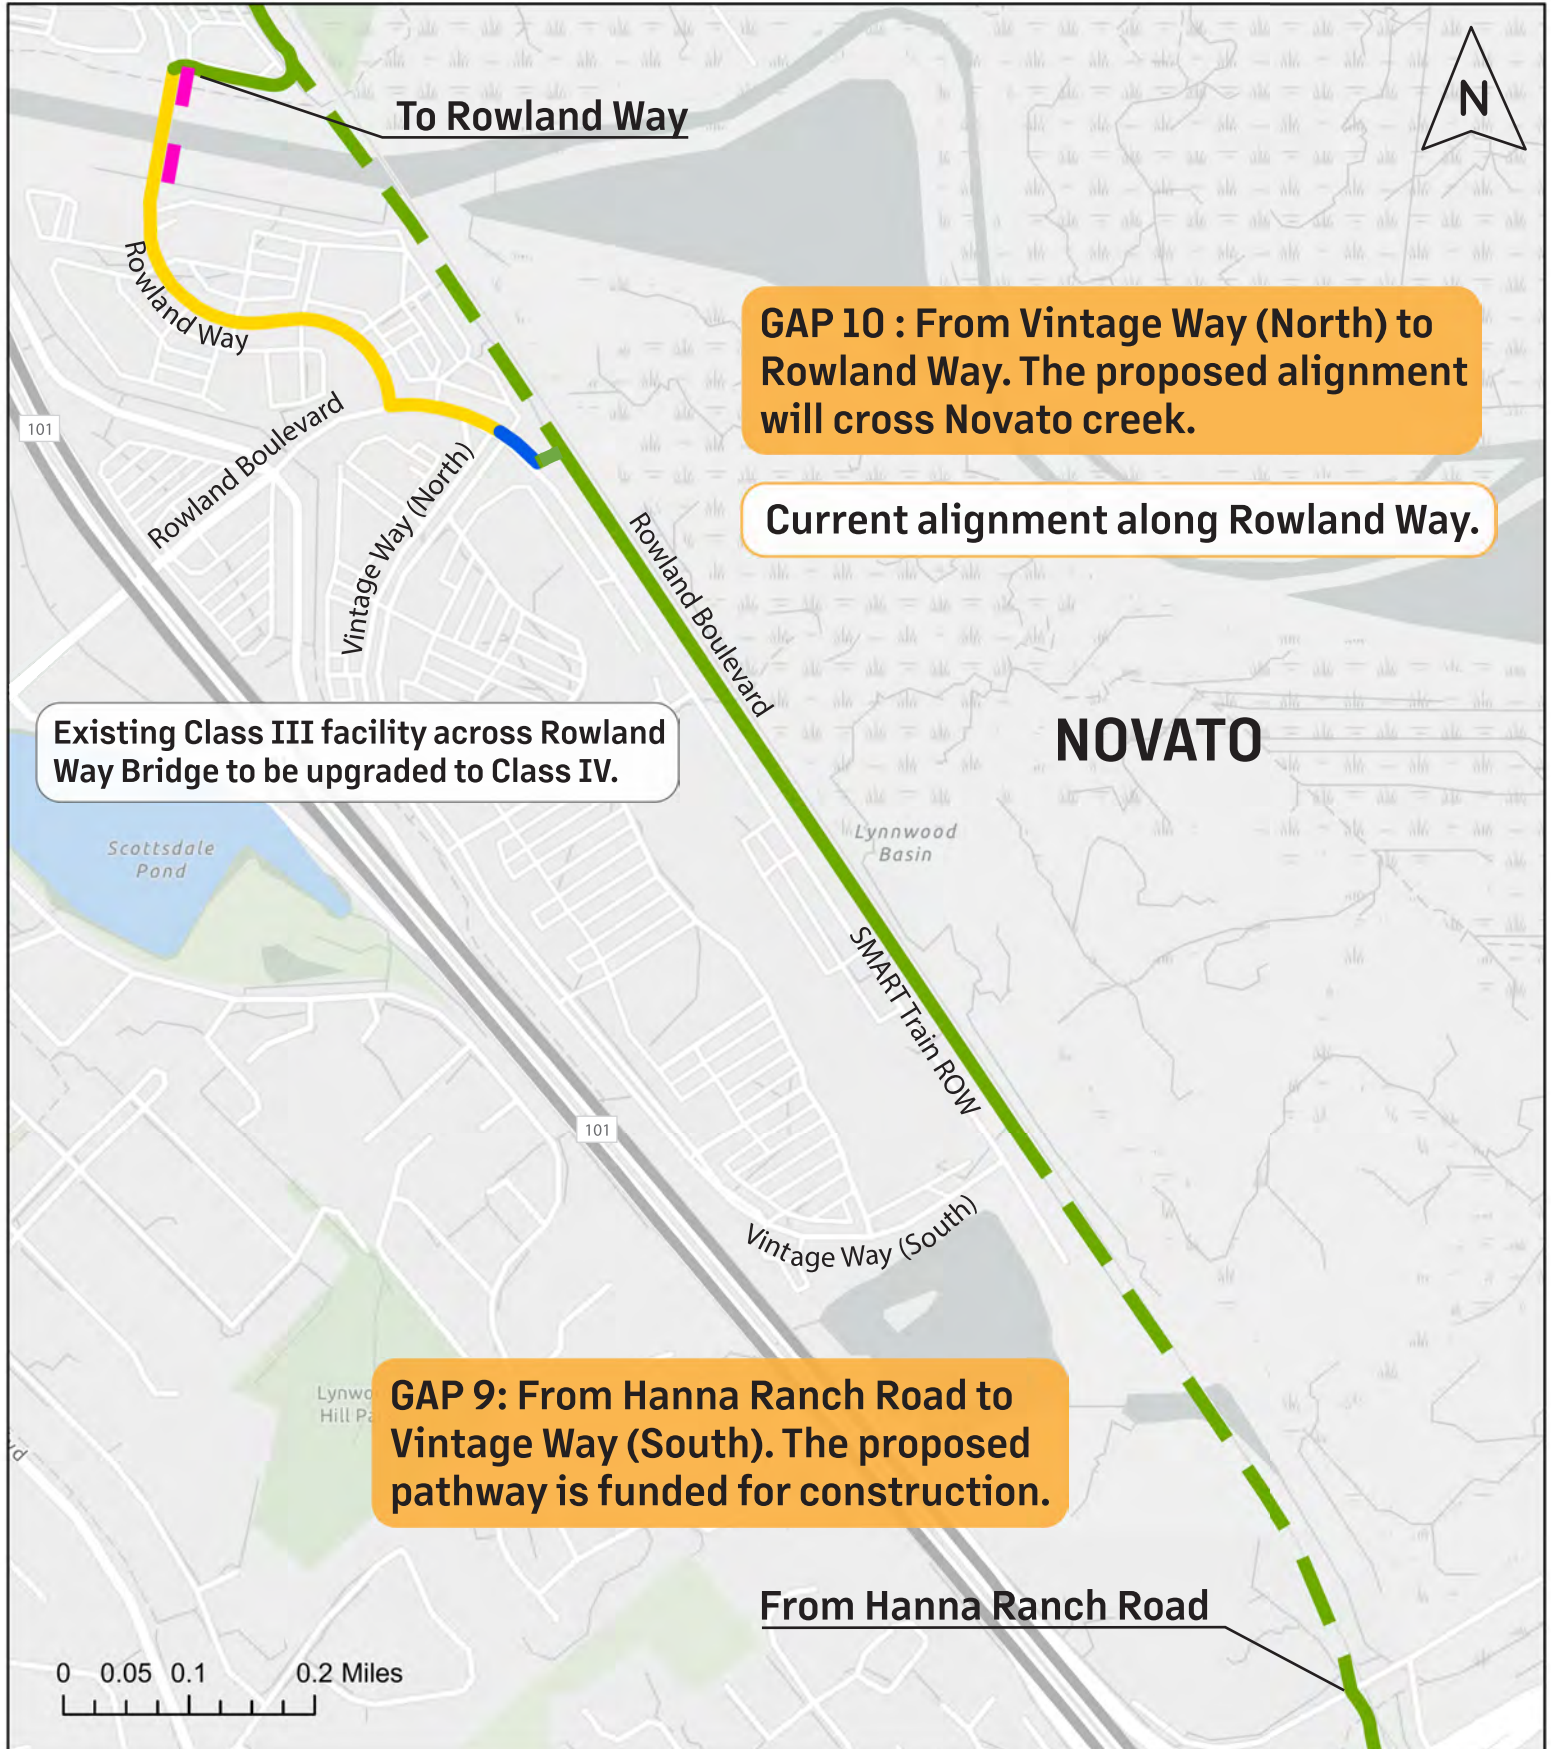 N
To Rowland Way
Rowland Way
GAP 10 : From Vintage Way (North) to
Rowland Way. The proposed alignment
will cross Novato creek.
101
Rowland Boulevard
Vintage Way (North)
Current alignment along Rowland Way.
Rowland Boulevard
NOVATO
Existing Class III facility across Rowland
Way Bridge to be upgraded to Class IV.
Scottsdale
Pond
Lynnwood
Basin
SMART Train ROW
101
Vintage Way (South)
Lynwo
Hill Pa
GAP 9: From Hanna Ranch Road to
Vintage Way (South). The proposed
pathway is funded for construction.
From Hanna Ranch Road
0 0.05 0.1 0.2 Miles